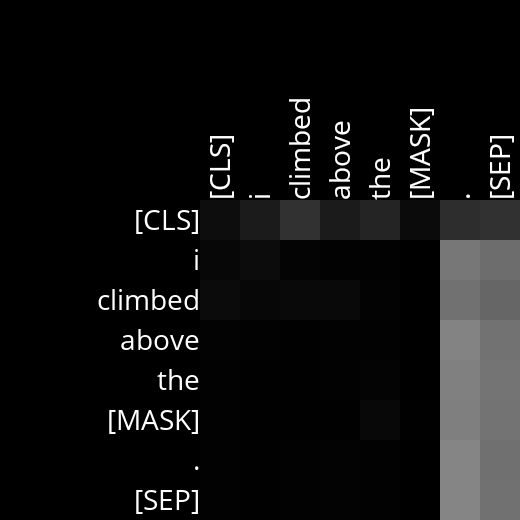 [CLS] i climbed above the [MASK] . [SEP]
[CLS]
i
climbed
above
the
[MASK]
.
[SEP]